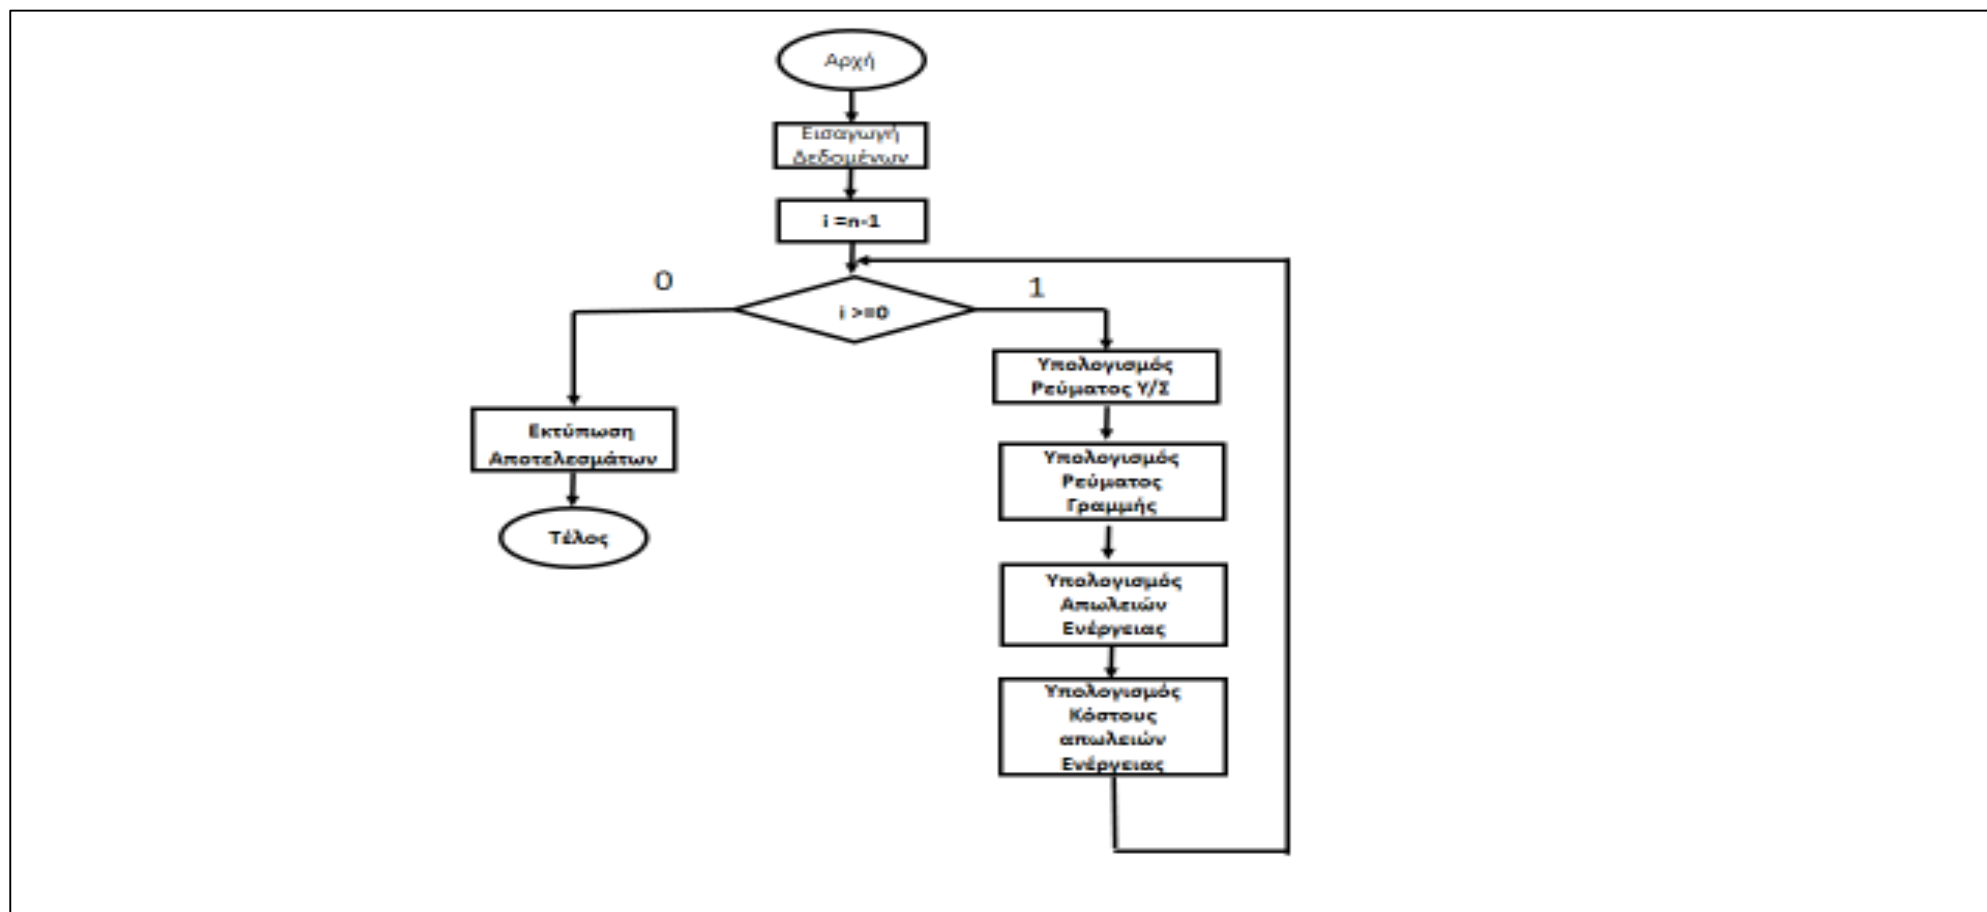 Αρχή
Εισαγωγή
Δεδομένων
i =n-1
0
1
i >=0
Υπολογισμός
Ρεύματος Υ/Σ
Εκτύπωση
Αποτελεσμάτων
Υπολογισμός
Ρεύματος
Γραμμής
Τέλος
Υπολογισμός
Απωλειών
Ενέργειας
Υπολογισμός
Κόστους
απωλειών
Ενέργειας